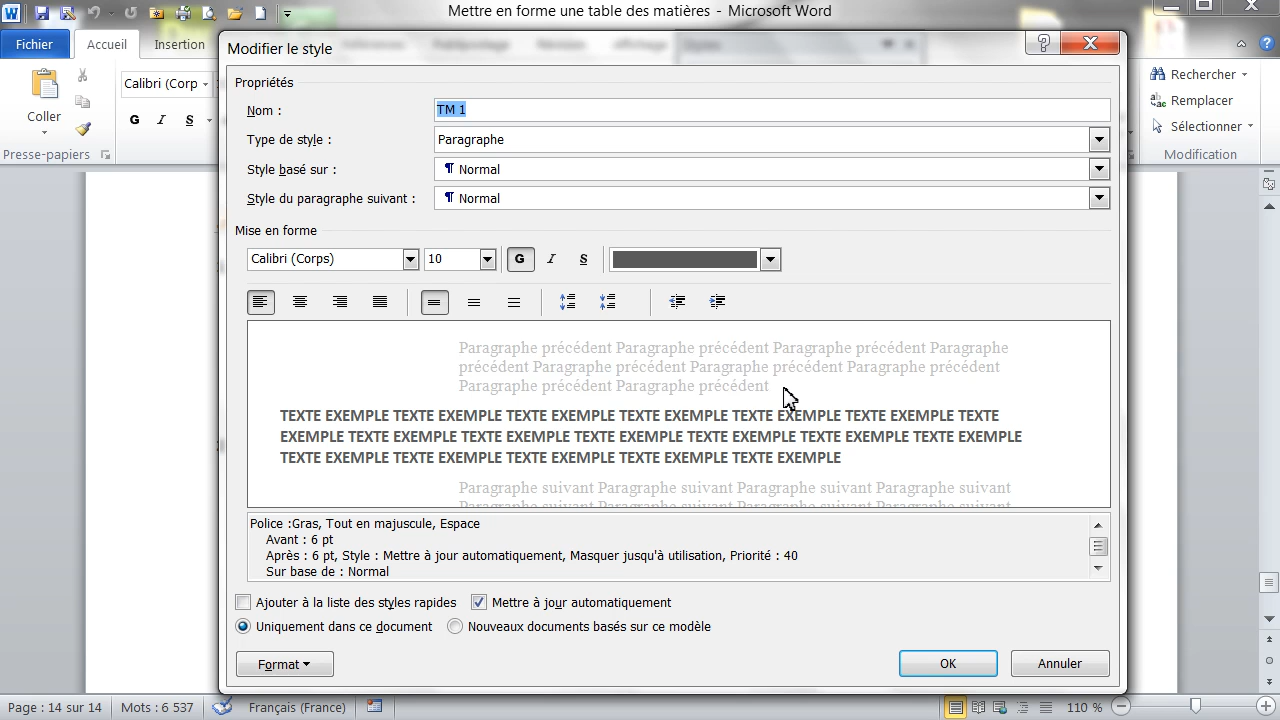 Mettre en forme une table des matières - Microsoft Word
Fichier
Accueil
Insertion
Modifier le style
Coller
Presse-papiers
Calibri (Corp
G I S
Rechercher
Remplacer
Sélectionner
Modification
Propriétés
Nom :
TM 1
Type de style :
Paragraphe
Style basé sur :
¶ Normal
Style du paragraphe suivant :
¶ Normal
Mise en forme
Calibri (Corps)
10
G I S
Paragraphe précédent Paragraphe précédent Paragraphe précédent Paragraphe
précédent Paragraphe précédent Paragraphe précédent Paragraphe précédent
Paragraphe précédent Paragraphe précédent
TEXTE EXEMPLE TEXTE EXEMPLE TEXTE EXEMPLE TEXTE EXEMPLE TEXTE EXEMPLE TEXTE EXEMPLE TEXTE
EXEMPLE TEXTE EXEMPLE TEXTE EXEMPLE TEXTE EXEMPLE TEXTE EXEMPLE TEXTE EXEMPLE TEXTE EXEMPLE
TEXTE EXEMPLE TEXTE EXEMPLE TEXTE EXEMPLE TEXTE EXEMPLE TEXTE EXEMPLE
Paragraphe suivant Paragraphe suivant Paragraphe suivant Paragraphe suivant
Paragraphe suivant Paragraphe suivant Paragraphe suivant Paragraphe suivant
Police :Gras, Tout en majuscule, Espace
Avant : 6 pt
Après : 6 pt, Style : Mettre à jour automatiquement, Masquer jusqu'à utilisation, Priorité : 40
Sur base de : Normal
Ajouter à la liste des styles rapides
Mettre à jour automatiquement
Uniquement dans ce document
Nouveaux documents basés sur ce modèle
Format
OK
Annuler
Page : 14 sur 14
Mots : 6 537
Français (France)
110 %